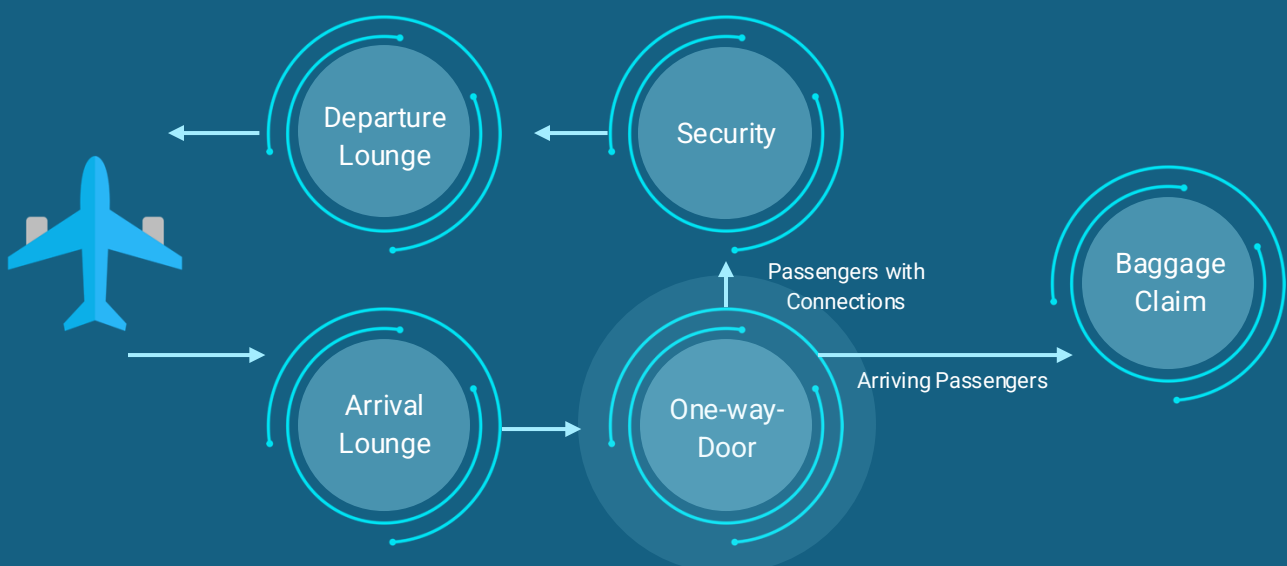 Departure
Lounge
Security
Passengers with
Connections
Baggage
Claim
Arriving Passengers
Arrival
Lounge
One-way-
Door